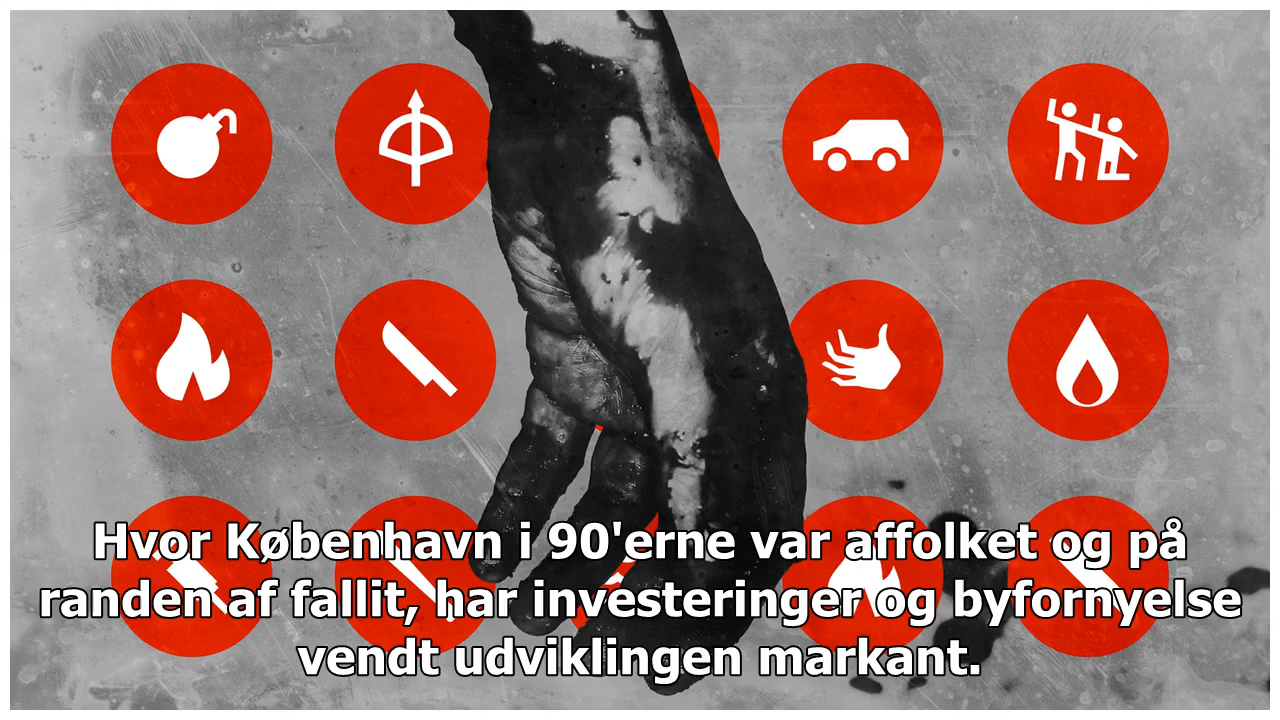 Hvor København i 90'erne var affolket og på
randen af fallit, har investeringer og byfornyelse
vendt udviklingen markant.